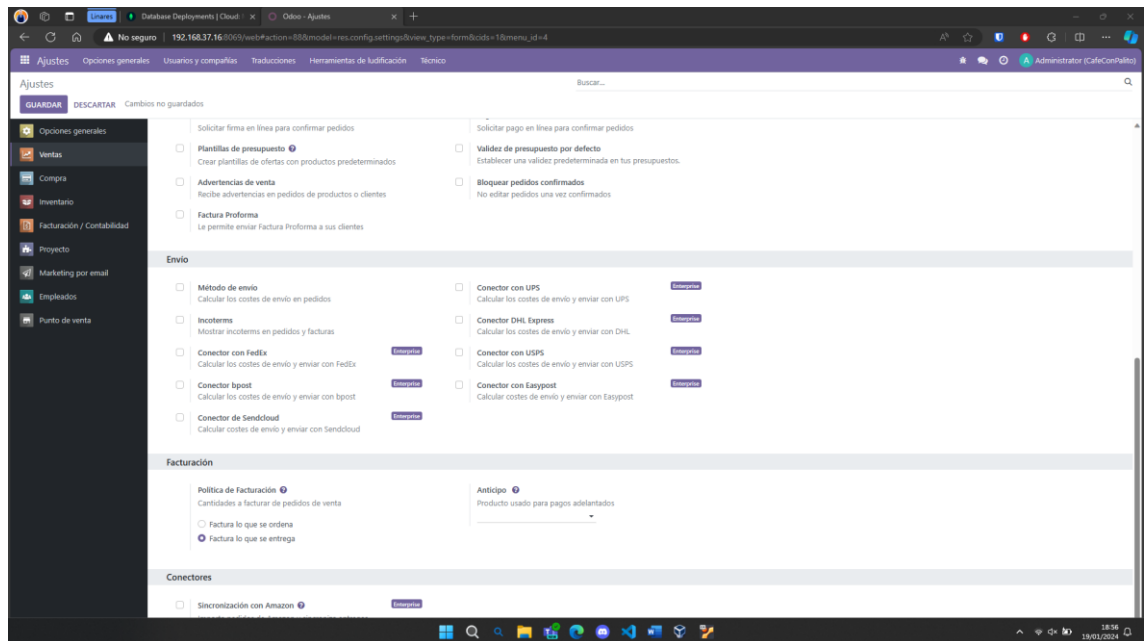 Linares
Database Deployments | Cloud:
Odoo - Ajustes
No seguro
192.168.37.16:8069/web#action=88&model=res.config.settings&view_type=form&cids=1&menu_id=4
Ajustes Opciones generales Usuarios y compañías Traducciones Herramientas de ludificación Técnico
A Administrator (CafeConPalito)
Ajustes
Buscar...
GUARDAR DESCARTAR Cambios no guardados
Opciones generales
Ventas
Compra
Inventario
Facturación / Contabilidad
Proyecto
Marketing por email
Empleados
Punto de venta
Solicitar firma en línea para confirmar pedidos
Solicitar pago en línea para confirmar pedidos
Plantillas de presupuesto
Crear plantillas de ofertas con productos predeterminados
Validez de presupuesto por defecto
Establecer una validez predeterminada en tus presupuestos.
Advertencias de venta
Recibe advertencias en pedidos de productos o clientes
Bloquear pedidos confirmados
No editar pedidos una vez confirmados
Factura Proforma
Le permite enviar Factura Proforma a sus clientes
Envío
Método de envío
Calcular los costes de envío en pedidos
Conector con UPS Enterprise
Calcular los costes de envío y enviar con UPS
Incoterms
Mostrar incoterms en pedidos y facturas
Conector DHL Express Enterprise
Calcular los costes de envío y enviar con DHL
Conector con FedEx Enterprise
Calcular los costes de envío y enviar con FedEx
Conector con USPS Enterprise
Calcular los costes de envío y enviar con USPS
Conector bpost Enterprise
Calcular los costes de envío y enviar con bpost
Conector con Easypost Enterprise
Calcular costes de envío y enviar con Easypost
Conector de Sendcloud Enterprise
Calcular costes de envío y enviar con Sendcloud
Facturación
Política de Facturación
Cantidades a facturar de pedidos de venta
Factura lo que se ordena
Factura lo que se entrega
Anticipo
Producto usado para pagos adelantados
Conectores
Sincronización con Amazon Enterprise
18:56
19/01/2024